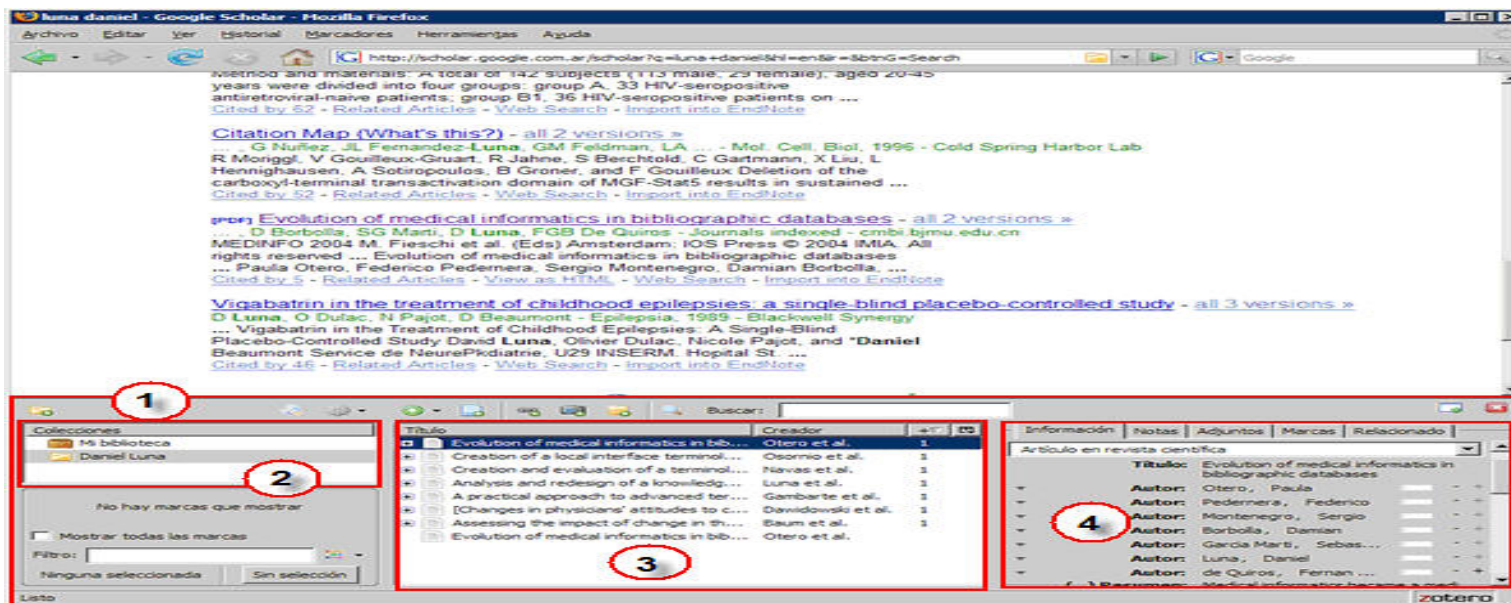 luna daniel - Google Scholar - Mozilla Firefox
Archivo Editar Ver Historial Marcadores Herramientas Ayuda
http://scholar.google.com.ar/scholar?q=luna+daniel&hl=en&lr=&btnG=Search Google
Method and materials: A total of 142 subjects (113 male, 29 female), aged 20-45
years were divided into four groups: group A, 33 HIV-seropositive
antiretroviral-naive patients; group B1, 36 HIV-seropositive patients on ...
Cited by 52 - Related Articles - Web Search - Import into EndNote
Citation Map (What's this?) - all 2 versions »
... , G Nuñez, JL Fernandez-Luna, GM Feldman, LA ... - Mol. Cell. Biol, 1996 - Cold Spring Harbor Lab
R Moriggl, V Gouilleux-Gruart, R Jahne, S Berchtold, C Gartmann, X Liu, L
Hennighausen, A Sotiropoulos, B Groner, and F Gouilleux Deletion of the
carboxyl-terminal transactivation domain of MGF-Stat5 results in sustained ...
Cited by 52 - Related Articles - Web Search - Import into EndNote
[PDF] Evolution of medical informatics in bibliographic databases - all 2 versions »
... , D Borbolla, SG Marti, D Luna, FGB De Quiros - Journals indexed - cmbi.bjmu.edu.cn
MEDINFO 2004 M. Fieschi et al. (Eds) Amsterdam: IOS Press © 2004 IMIA. All
rights reserved ... Evolution of medical informatics in bibliographic databases
... Paula Otero, Federico Pedernera, Sergio Montenegro, Damian Borbolla, ...
Cited by 5 - Related Articles - View as HTML - Web Search - Import into EndNote
Vigabatrin in the treatment of childhood epilepsies: a single-blind placebo-controlled study - all 3 versions »
D Luna, O Dulac, N Pajot, D Beaumont - Epilepsia, 1989 - Blackwell Synergy
... Vigabatrin in the Treatment of Childhood Epilepsies: A Single-Blind
Placebo-Controlled Study David Luna, Olivier Dulac, Nicole Pajot, and *Daniel
Beaumont Service de NeurePkdiatrie, U29 INSERM. Hopital St. ...
Cited by 46 - Related Articles - Web Search - Import into EndNote
1
Buscar:
Colecciones
Mi biblioteca
Daniel Luna
2
No hay marcas que mostrar
Mostrar todas las marcas
Filtro:
Ninguna seleccionada Sin selección
Título Creador
Evolution of medical informatics in bib... Otero et al. 1
Creation of a local interface terminol... Osornio et al. 1
Creation and evaluation of a terminol... Navas et al. 1
Analysis and redesign of a knowledg... Luna et al. 1
A practical approach to advanced ter... Gambarte et al. 1
[Changes in physicians' attitudes to c... Dawidowski et al. 1
Assessing the impact of change in th... Baum et al. 1
Evolution of medical informatics in bib... Otero et al.
3
Información Notas Adjuntos Marcas Relacionado
Artículo en revista científica
Título: Evolution of medical informatics in
bibliographic databases
Autor: Otero, Paula
Autor: Pedernera, Federico
Autor: Montenegro, Sergio
Autor: Borbolla, Damian
Autor: Garcia Marti, Sebas...
Autor: Luna, Daniel
Autor: de Quiros, Fernan ...
(...) Resumen: Medical informatics became a medi
4
Listo
zotero